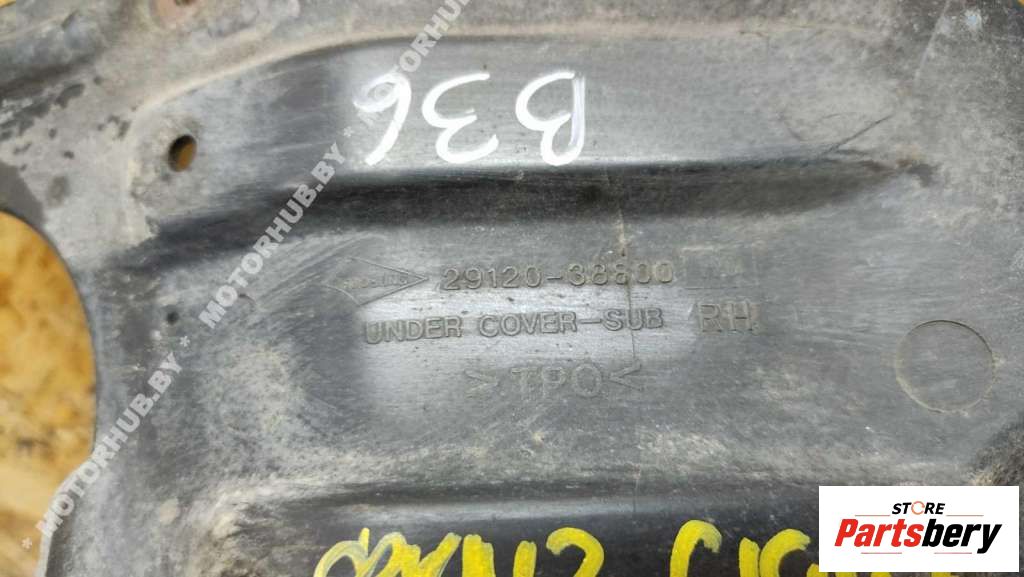 B36
29120-38800
UNDER COVER-SUB RH
>TPO<
* MOTORHUB.BY * MOTORHUB.BY * MOTORHUB.BY
STORE
Partsbery